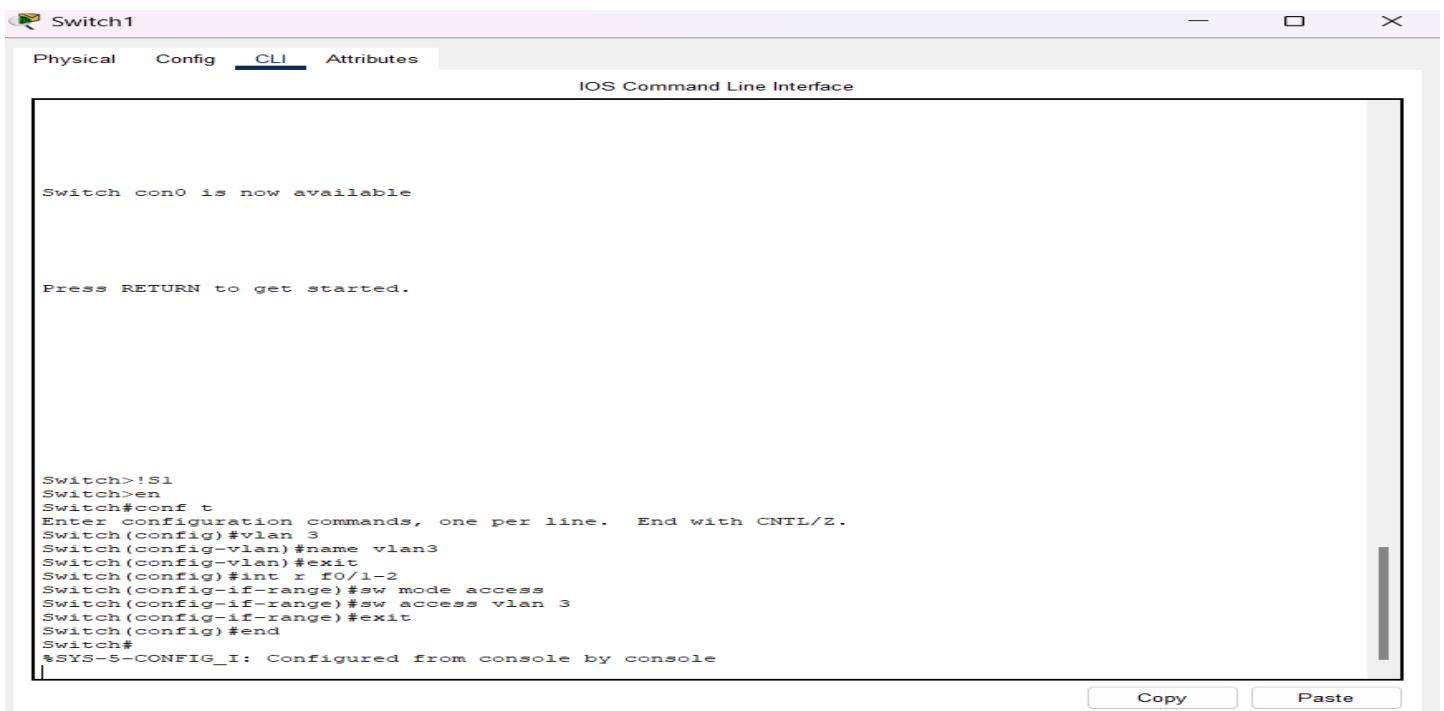 Switch1
Physical Config CLI Attributes
IOS Command Line Interface
Switch con0 is now available
Press RETURN to get started.
Switch>!S1
Switch>en
Switch#conf t
Enter configuration commands, one per line.  End with CNTL/Z.
Switch(config)#vlan 3
Switch(config-vlan)#name vlan3
Switch(config-vlan)#exit
Switch(config)#int r f0/1-2
Switch(config-if-range)#sw mode access
Switch(config-if-range)#sw access vlan 3
Switch(config-if-range)#exit
Switch(config)#end
Switch#
%SYS-5-CONFIG_I: Configured from console by console
Copy Paste